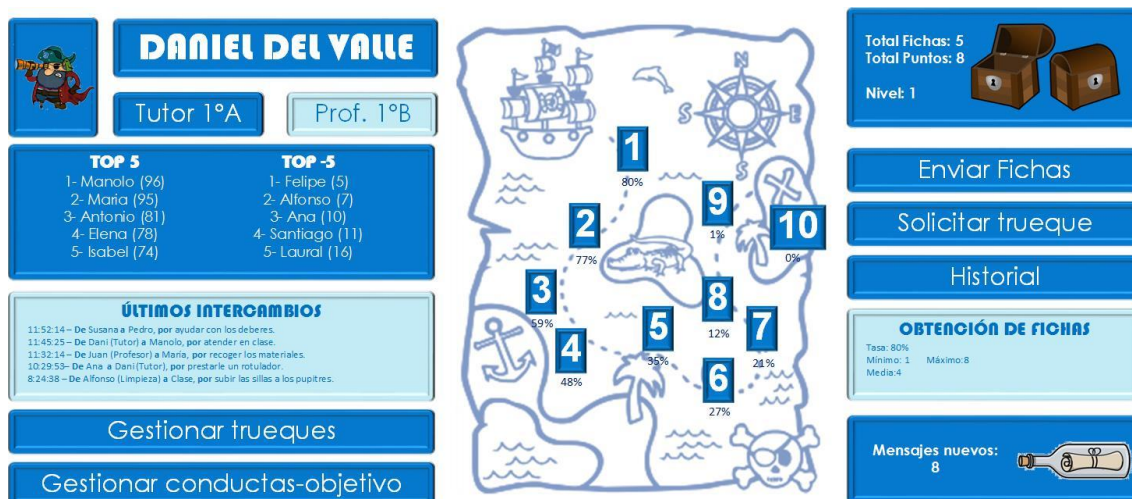 DANIEL DEL VALLE
Tutor 1ºA
Prof. 1ºB
TOP 5
1- Manolo (96)
2- Maria (95)
3- Antonio (81)
4- Elena (78)
5- Isabel (74)
TOP -5
1- Felipe (5)
2- Alfonso (7)
3- Ana (10)
4- Santiago (11)
5- Laural (16)
ÚLTIMOS INTERCAMBIOS
11:52:14 – De Susana a Pedro, por ayudar con los deberes.
11:45:25 – De Dani (Tutor) a Manolo, por atender en clase.
11:32:14 – De Juan (Profesor) a María, por recoger los materiales.
10:29:53– De Ana a Dani (Tutor), por prestarle un rotulador.
8:24:38 – De Alfonso (Limpieza) a Clase, por subir las sillas a los pupitres.
Gestionar trueques
Gestionar conductas-objetivo
N
S
E
S
1
80%
2
77%
3
59%
4
48%
5
35%
6
27%
7
21%
8
12%
9
1%
10
0%
Total Fichas: 5
Total Puntos: 8
Nivel: 1
Enviar Fichas
Solicitar trueque
Historial
OBTENCIÓN DE FICHAS
Tasa: 80%
Mínimo: 1 Máximo:8
Media:4
Mensajes nuevos:
8